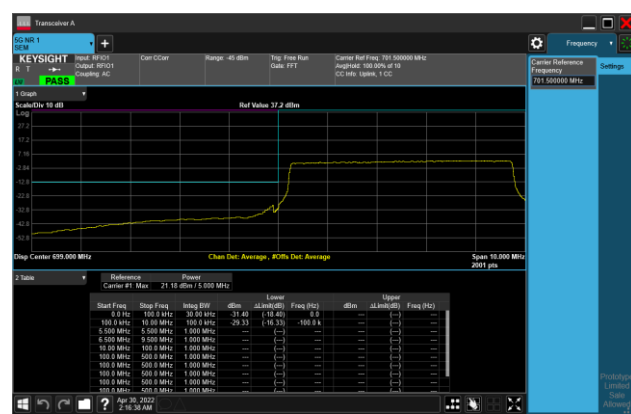 Transceiver A
5G NR 1
SEM
Frequency
KEYSIGHT
Input: RFIO1
Output: RFIO1
Coupling: AC
Corr CCorr
Range: -45 dBm
Trig: Free Run
Gate: FFT
Carrier Ref Freq: 701.500000 MHz
Avg|Hold: 100.00% of 10
CC Info: Uplink, 1 CC
R T
PASS
Carrier Reference
Frequency
701.500000 MHz
Settings
1 Graph
Scale/Div 10 dB
Ref Value 37.2 dBm
Log
27.2
17.2
7.18
-2.84
-12.8
-22.8
-32.8
-42.8
-52.8
Disp Center 699.000 MHz
Chan Det: Average , #Offs Det: Average
Span 10.000 MHz
2001 pts
2 Table
Reference Power
Carrier #1 Max 21.18 dBm / 5.000 MHz
Lower Upper
Start Freq Stop Freq Integ BW dBm ΔLimit(dB) Freq (Hz) dBm ΔLimit(dB) Freq (Hz)
0.0 Hz 100.0 kHz 30.00 kHz -31.40 (-18.40) 0.0 --- (---) ---
100.0 kHz 10.00 MHz 100.0 kHz -29.33 (-16.33) -100.0 k --- (---) ---
5.500 MHz 5.500 MHz 1.000 MHz --- (---) --- --- (---) ---
6.500 MHz 9.500 MHz 1.000 MHz --- (---) --- --- (---) ---
10.00 MHz 100.0 MHz 1.000 MHz --- (---) --- --- (---) ---
100.0 MHz 500.0 MHz 1.000 MHz --- (---) --- --- (---) ---
100.0 MHz 500.0 MHz 1.000 MHz --- (---) --- --- (---) ---
100.0 MHz 500.0 MHz 1.000 MHz --- (---) --- --- (---) ---
100.0 MHz 500.0 MHz 1.000 MHz --- (---) --- --- (---) ---
Prototype
Limited
Sale
Allowed
Apr 30, 2022
2:16:38 AM